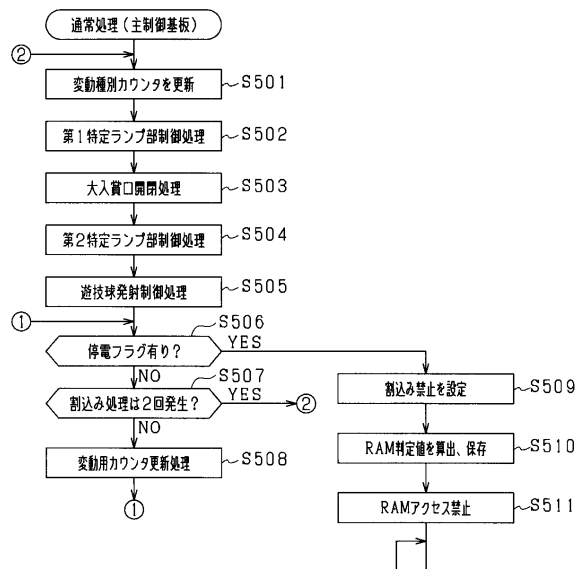 通常処理(主制御基板)
②
変動種別カウンタを更新
S501
第1特定ランプ部制御処理
S502
大入賞口開閉処理
S503
第2特定ランプ部制御処理
S504
遊技球発射制御処理
S505
①
S506
停電フラグ有り?
YES
NO
S507
割込み処理は2回発生?
YES
②
NO
変動用カウンタ更新処理
S508
①
割込み禁止を設定
S509
RAM判定値を算出、保存
S510
RAMアクセス禁止
S511